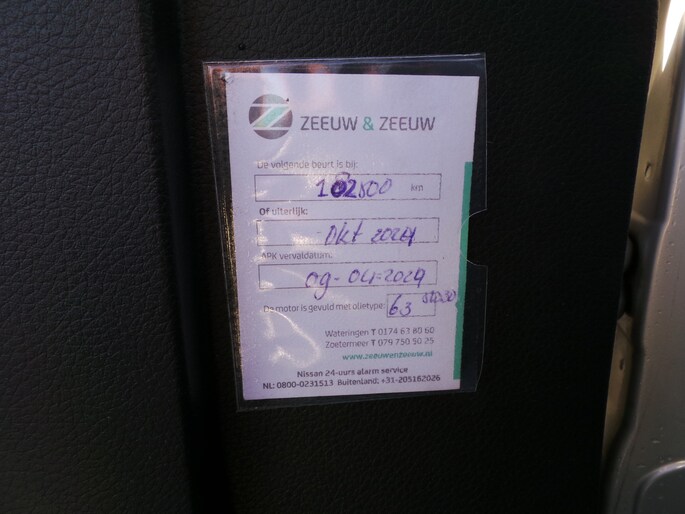 ZEEUW & ZEEUW
De volgende beurt is bij:
102500 km
Of uiterlijk:
okt 2024
APK vervaldatum:
09-04-2024
De motor is gevuld met olietype: 63
Wateringen T 0174 63 80 60
Zoetermeer T 079 750 50 25
www.zeeuwenzeeuw.nl
Nissan 24-uurs alarm service
NL: 0800-0231513 Buitenland: +31-205162026